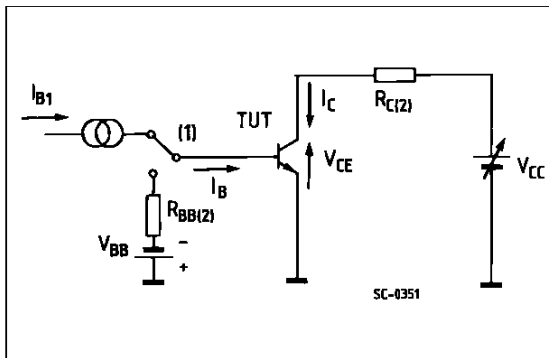 I_B1
(1)
TUT
I_C
R_C(2)
V_CE
I_B
V_CC
R_BB(2)
V_BB
-
+
SC-0351